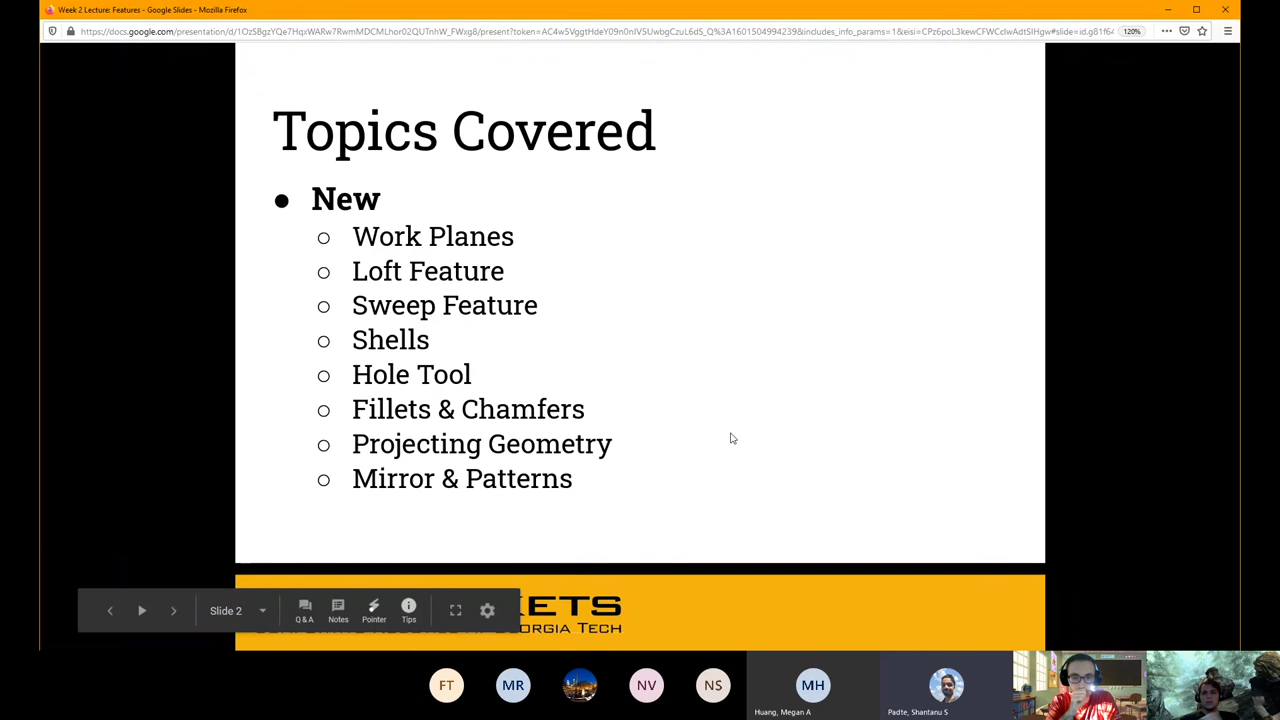 Week 2 Lecture: Features - Google Slides - Mozilla Firefox
120%
Topics Covered
New
Work Planes
Loft Feature
Sweep Feature
Shells
Hole Tool
Fillets & Chamfers
Projecting Geometry
Mirror & Patterns
Slide 2
Q & A
Notes
Pointer
Tips
ETS
ORGIA TECH
FT
MR
NV
NS
MH
Huang, Megan A
Padte, Shantanu S